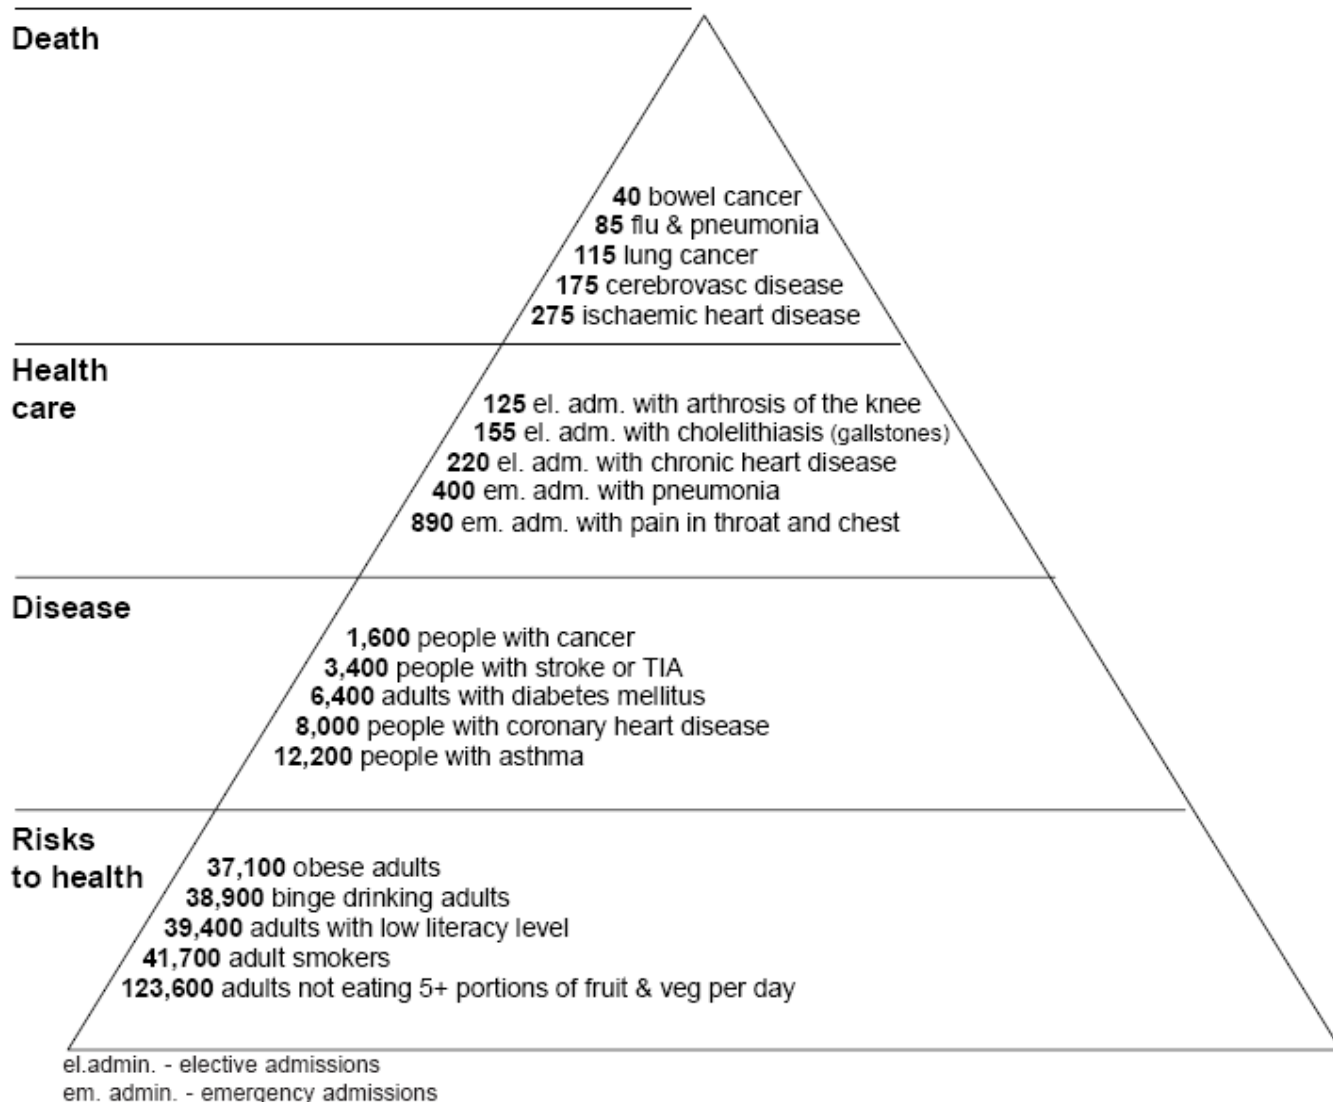 Death
40 bowel cancer
85 flu & pneumonia
115 lung cancer
175 cerebrovasc disease
275 ischaemic heart disease
Health
care
125 el. adm. with arthrosis of the knee
155 el. adm. with cholelithiasis (gallstones)
220 el. adm. with chronic heart disease
400 em. adm. with pneumonia
890 em. adm. with pain in throat and chest
Disease
1,600 people with cancer
3,400 people with stroke or TIA
6,400 adults with diabetes mellitus
8,000 people with coronary heart disease
12,200 people with asthma
Risks
to health
37,100 obese adults
38,900 binge drinking adults
39,400 adults with low literacy level
41,700 adult smokers
123,600 adults not eating 5+ portions of fruit & veg per day
el.admin. - elective admissions
em. admin. - emergency admissions